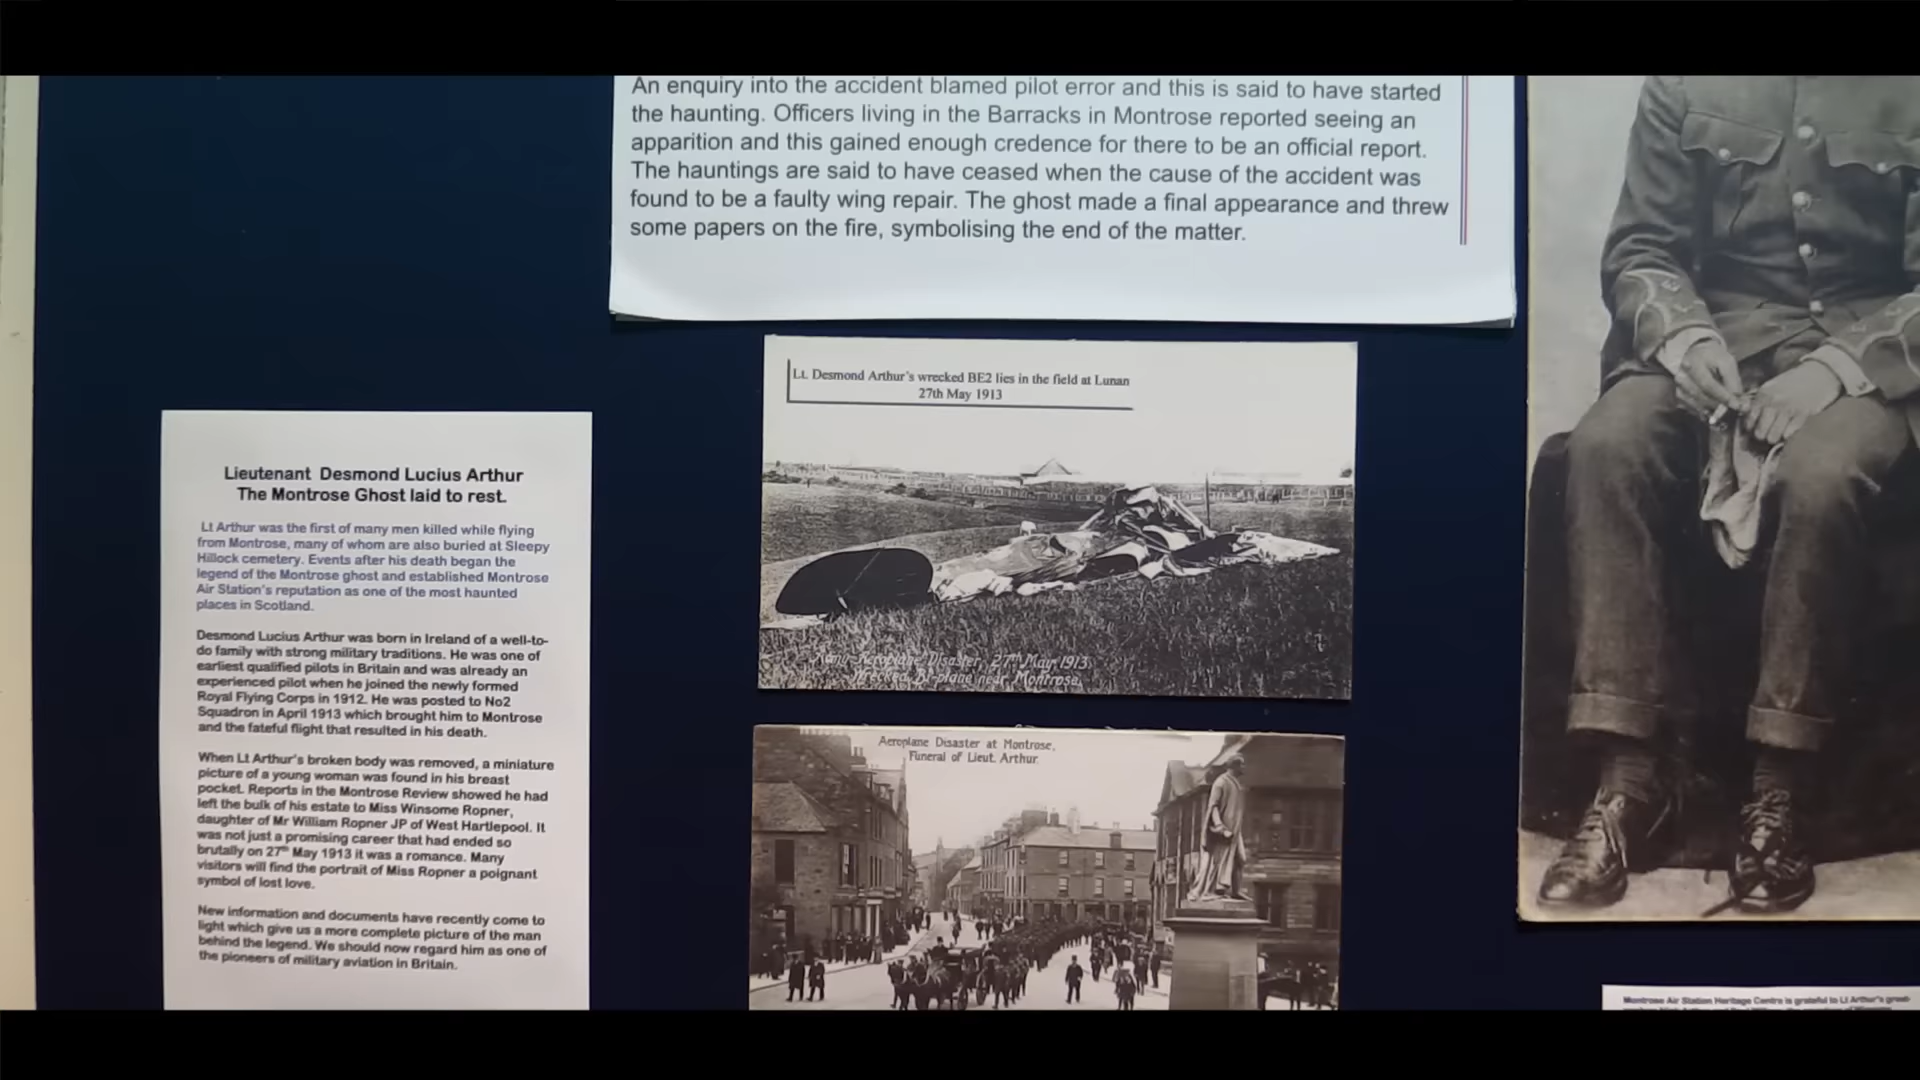 An enquiry into the accident blamed pilot error and this is said to have started
the haunting. Officers living in the Barracks in Montrose reported seeing an
apparition and this gained enough credence for there to be an official report.
The hauntings are said to have ceased when the cause of the accident was
found to be a faulty wing repair. The ghost made a final appearance and threw
some papers on the fire, symbolising the end of the matter.
Lt. Desmond Arthur's wrecked BE2 lies in the field at Lunan
27th May 1913
Army Aeroplane Disaster, 27th May 1913.
Wrecked Bi-plane near Montrose.
Lieutenant Desmond Lucius Arthur
The Montrose Ghost laid to rest.
Lt Arthur was the first of many men killed while flying
from Montrose, many of whom are also buried at Sleepy
Hillock cemetery. Events after his death began the
legend of the Montrose ghost and established Montrose
Air Station's reputation as one of the most haunted
places in Scotland.
Desmond Lucius Arthur was born in Ireland of a well-to-
do family with strong military traditions. He was one of
earliest qualified pilots in Britain and was already an
experienced pilot when he joined the newly formed
Royal Flying Corps in 1912. He was posted to No2
Squadron in April 1913 which brought him to Montrose
and the fateful flight that resulted in his death.
When Lt Arthur's broken body was removed, a miniature
picture of a young woman was found in his breast
pocket. Reports in the Montrose Review showed he had
left the bulk of his estate to Miss Winsome Ropner,
daughter of Mr William Ropner JP of West Hartlepool. It
was not just a promising career that had ended so
brutally on 27th May 1913 it was a romance. Many
visitors will find the portrait of Miss Ropner a poignant
symbol of lost love.
New information and documents have recently come to
light which give us a more complete picture of the man
behind the legend. We should now regard him as one of
the pioneers of military aviation in Britain.
Aeroplane Disaster at Montrose,
Funeral of Lieut. Arthur.
Montrose Air Station Heritage Centre is grateful to Lt Arthur's great-